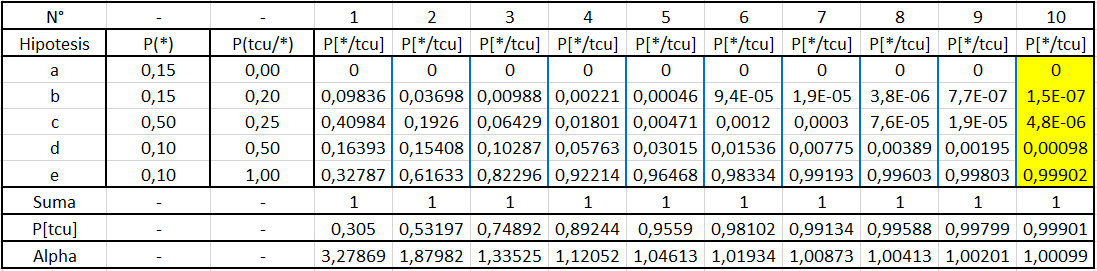 N° - - 1 2 3 4 5 6 7 8 9 10
Hipotesis P(*) P(tcu/*) P[*/tcu] P[*/tcu] P[*/tcu] P[*/tcu] P[*/tcu] P[*/tcu] P[*/tcu] P[*/tcu] P[*/tcu] P[*/tcu]
a 0,15 0,00 0 0 0 0 0 0 0 0 0 0
b 0,15 0,20 0,09836 0,03698 0,00988 0,00221 0,00046 9,4E-05 1,9E-05 3,8E-06 7,7E-07 1,5E-07
c 0,50 0,25 0,40984 0,1926 0,06429 0,01801 0,00471 0,0012 0,0003 7,6E-05 1,9E-05 4,8E-06
d 0,10 0,50 0,16393 0,15408 0,10287 0,05763 0,03015 0,01536 0,00775 0,00389 0,00195 0,00098
e 0,10 1,00 0,32787 0,61633 0,82296 0,92214 0,96468 0,98334 0,99193 0,99603 0,99803 0,99902
Suma - - 1 1 1 1 1 1 1 1 1 1
P[tcu] - - 0,305 0,53197 0,74892 0,89244 0,9559 0,98102 0,99134 0,99588 0,99799 0,99901
Alpha - - 3,27869 1,87982 1,33525 1,12052 1,04613 1,01934 1,00873 1,00413 1,00201 1,00099